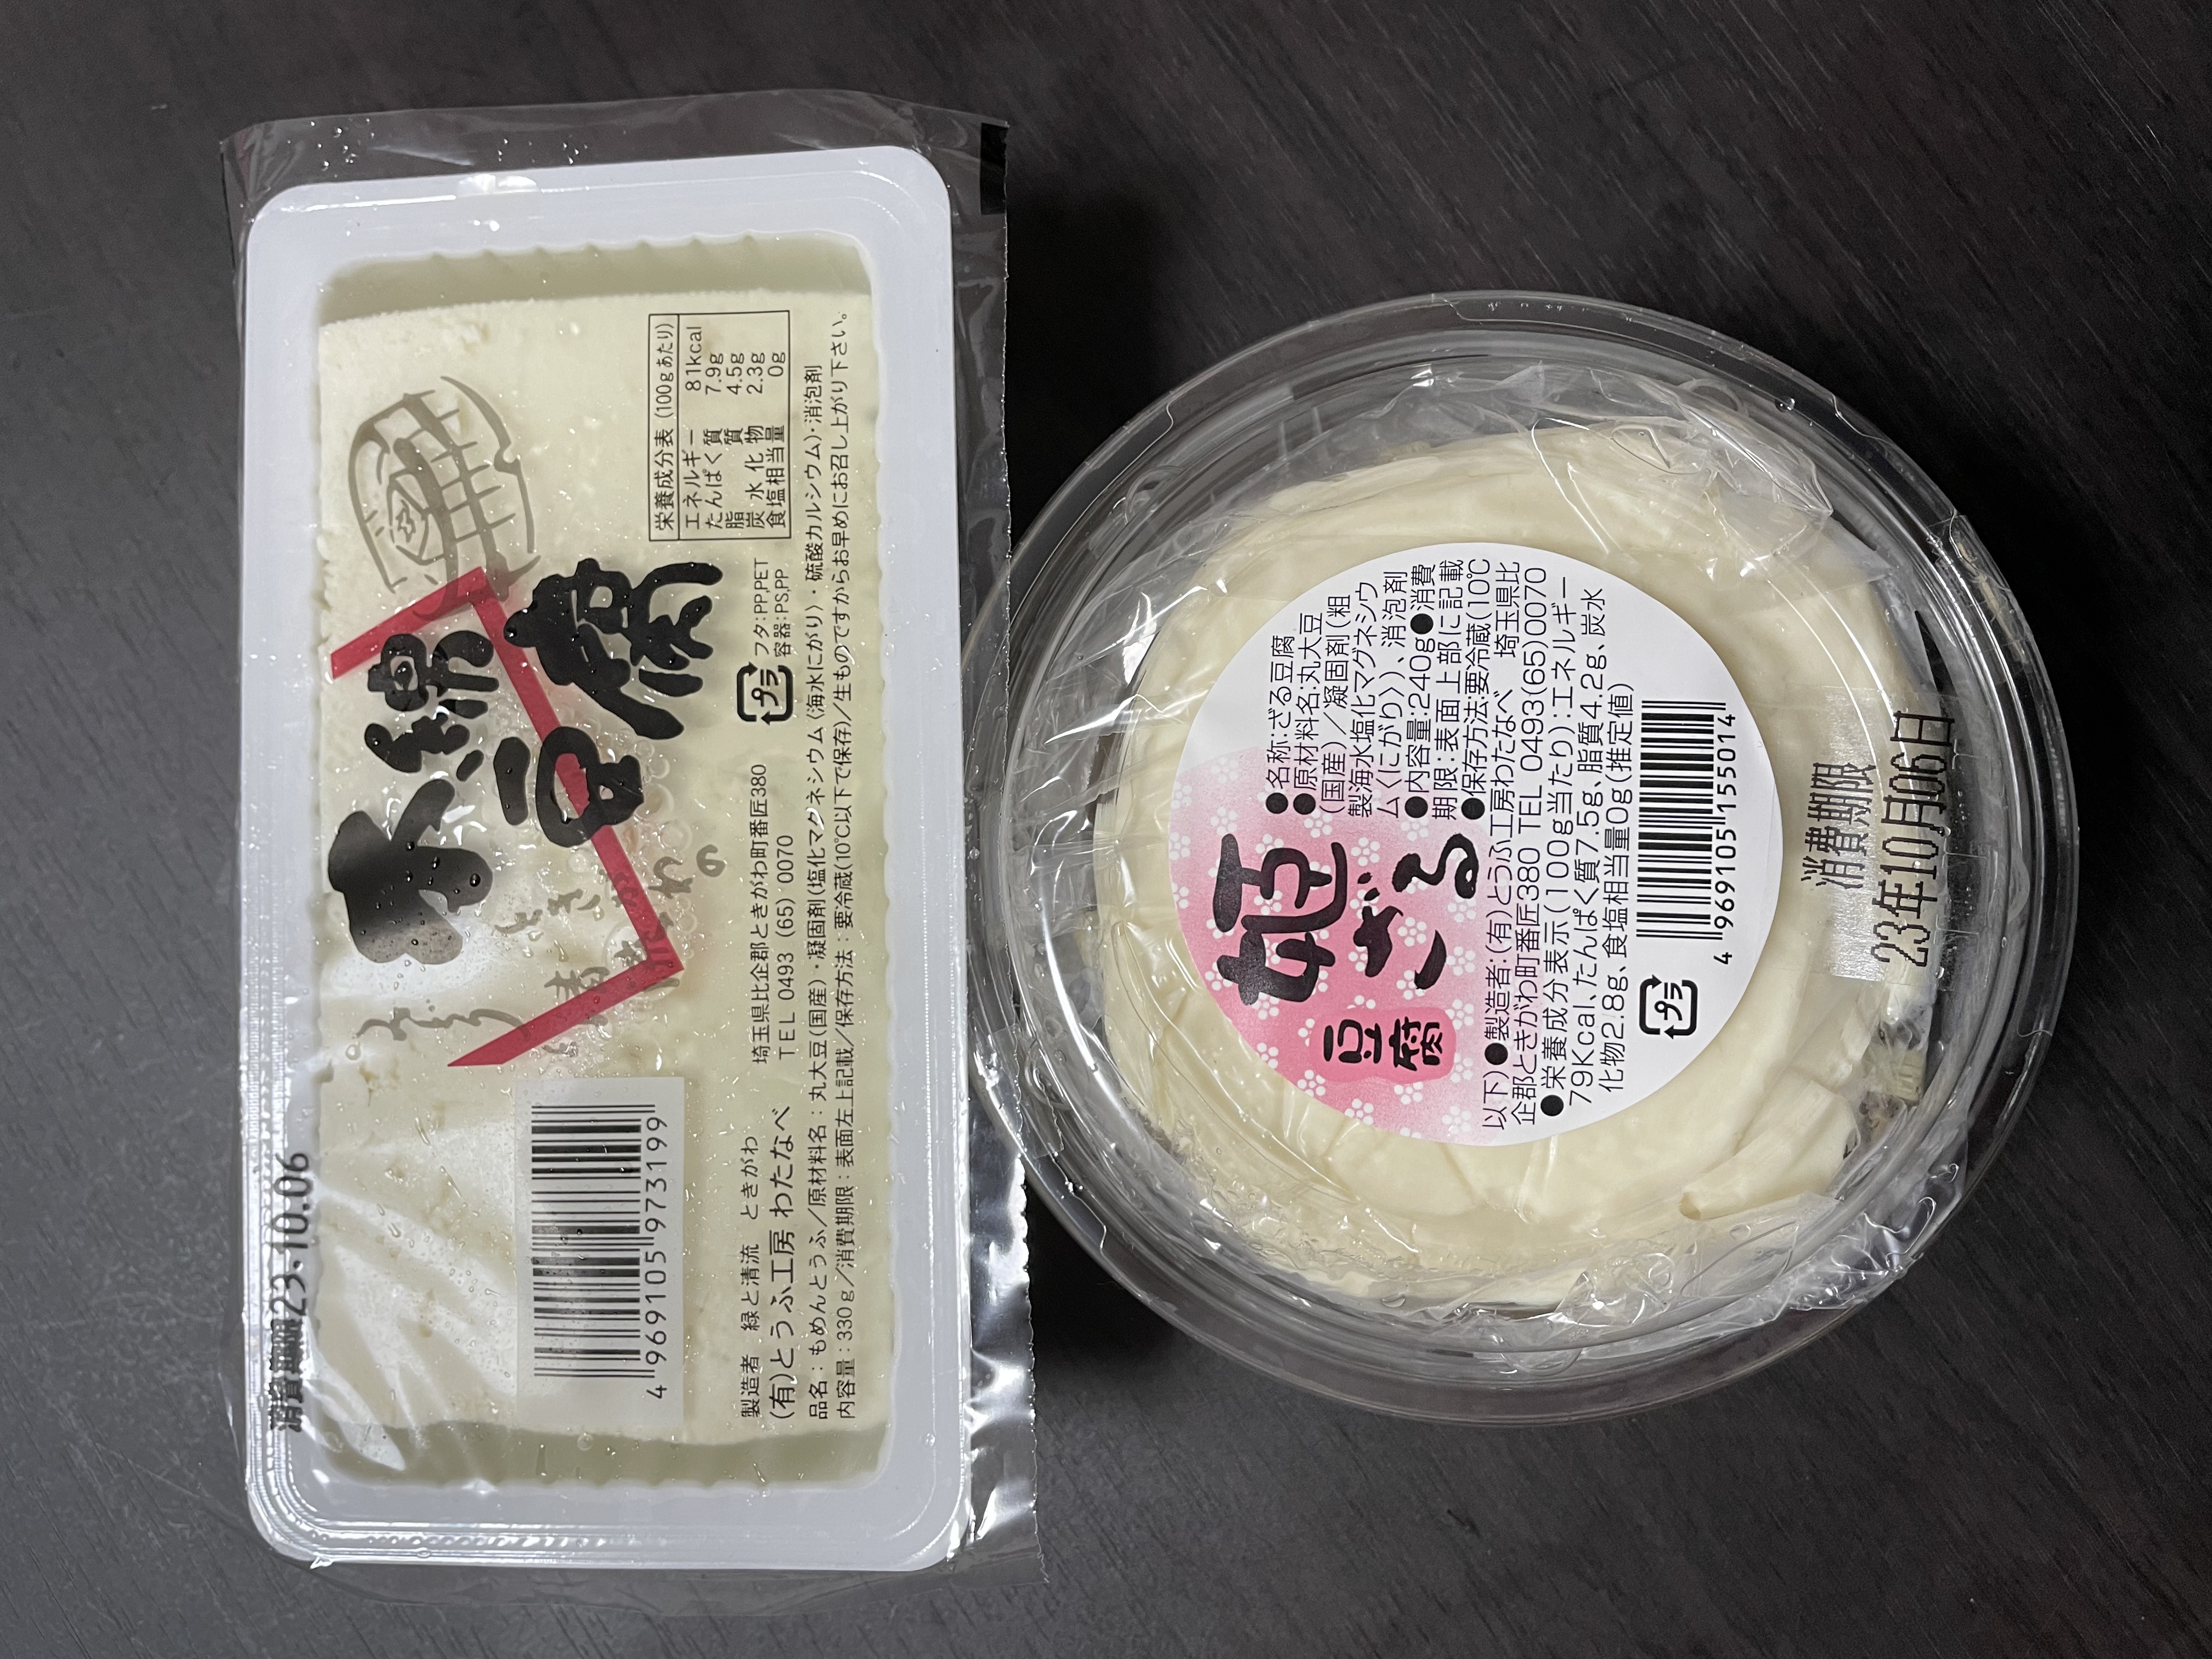 消費期限23.10.06
木綿
豆腐
みどり
と
清流
ときがわの
栄養成分表(100gあたり)
エネルギー 81kcal
たんぱく質 7.9g
脂質 4.5g
炭水化物 2.3g
食塩相当量 0g
プラ
フタ:PP,PET
容器:PS,PP
4 969105 973199
製造者 緑と清流 ときがわ
(有)とうふ工房 わたなべ
埼玉県比企郡ときがわ町番匠380
TEL 0493 (65) 0070
品名:もめんとうふ/原材料名:丸大豆(国産)・凝固剤(塩化マグネシウム〈海水にがり〉・硫酸カルシウム)・消泡剤
内容量:330g/消費期限:表面左上記載/保存方法:要冷蔵(10℃以下で保存)/生ものですからお早めにお召し上がり下さい。
姫
ざる
豆腐
●名称:ざる豆腐
●原材料名:丸大豆
(国産)/凝固剤(粗
製海水塩化マグネシウ
ム〈にがり〉)、消泡剤
●内容量:240g●消費
期限:表面上部に記載
●保存方法:要冷蔵(10℃
以下)●製造者:(有)とうふ工房わたなべ 埼玉県比
企郡ときがわ町番匠380 TEL 0493(65)0070
●栄養成分表示(100g当たり):エネルギー
79Kcal、たんぱく質7.5g、脂質4.2g、炭水
化物2.8g、食塩相当量0g(推定値)
プラ
4 969105 155014
消費期限
23年10月06日